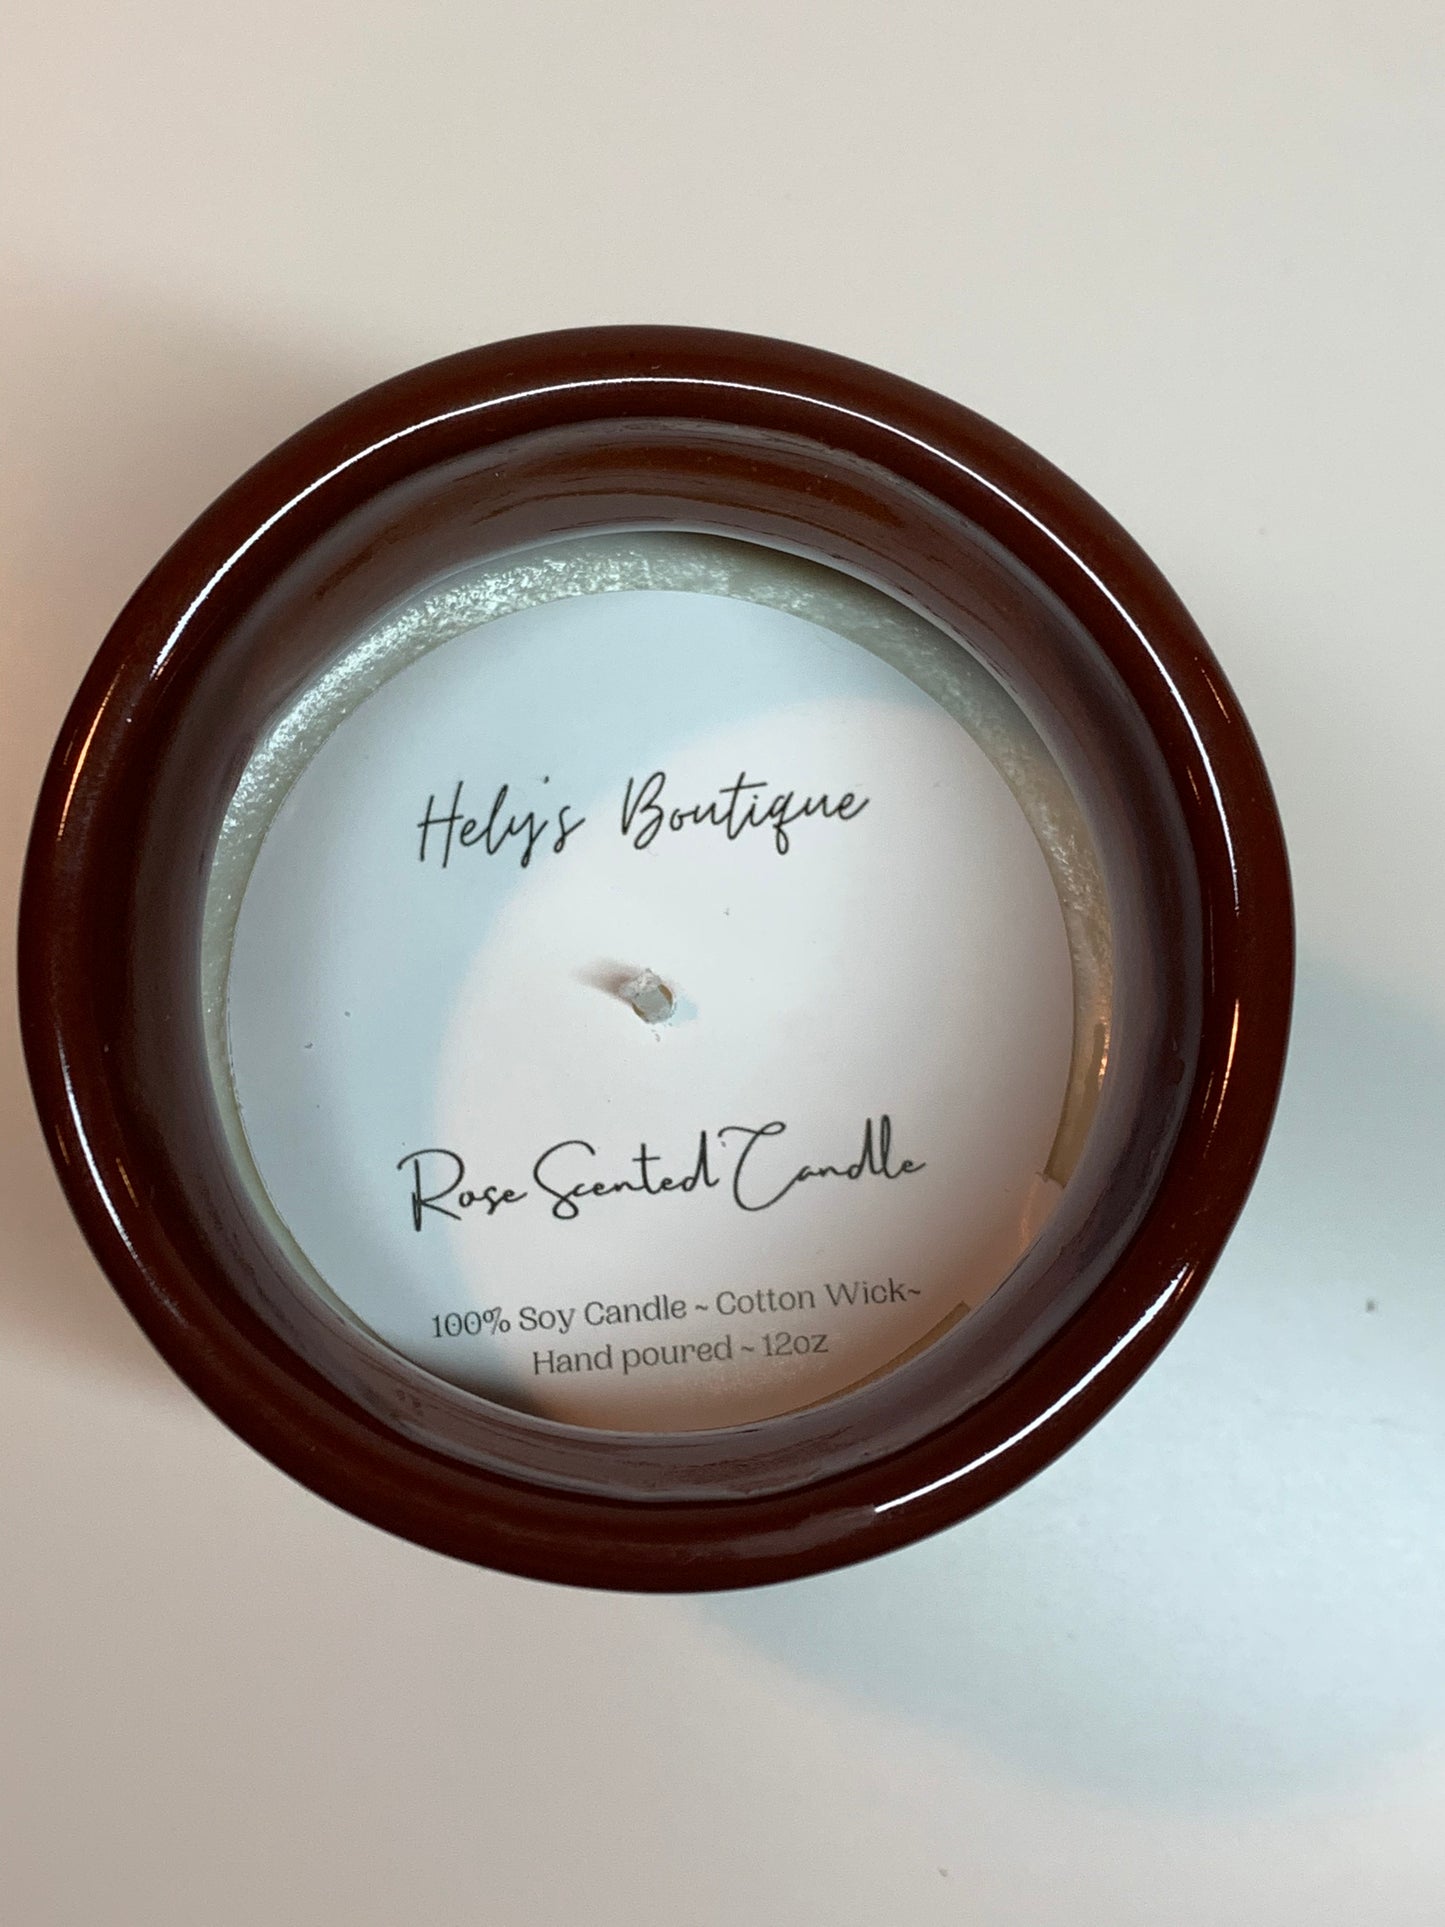 Hely's Boutique
Rose Scented Candle
100% Soy Candle ~ Cotton Wick~
Hand poured ~ 12oz